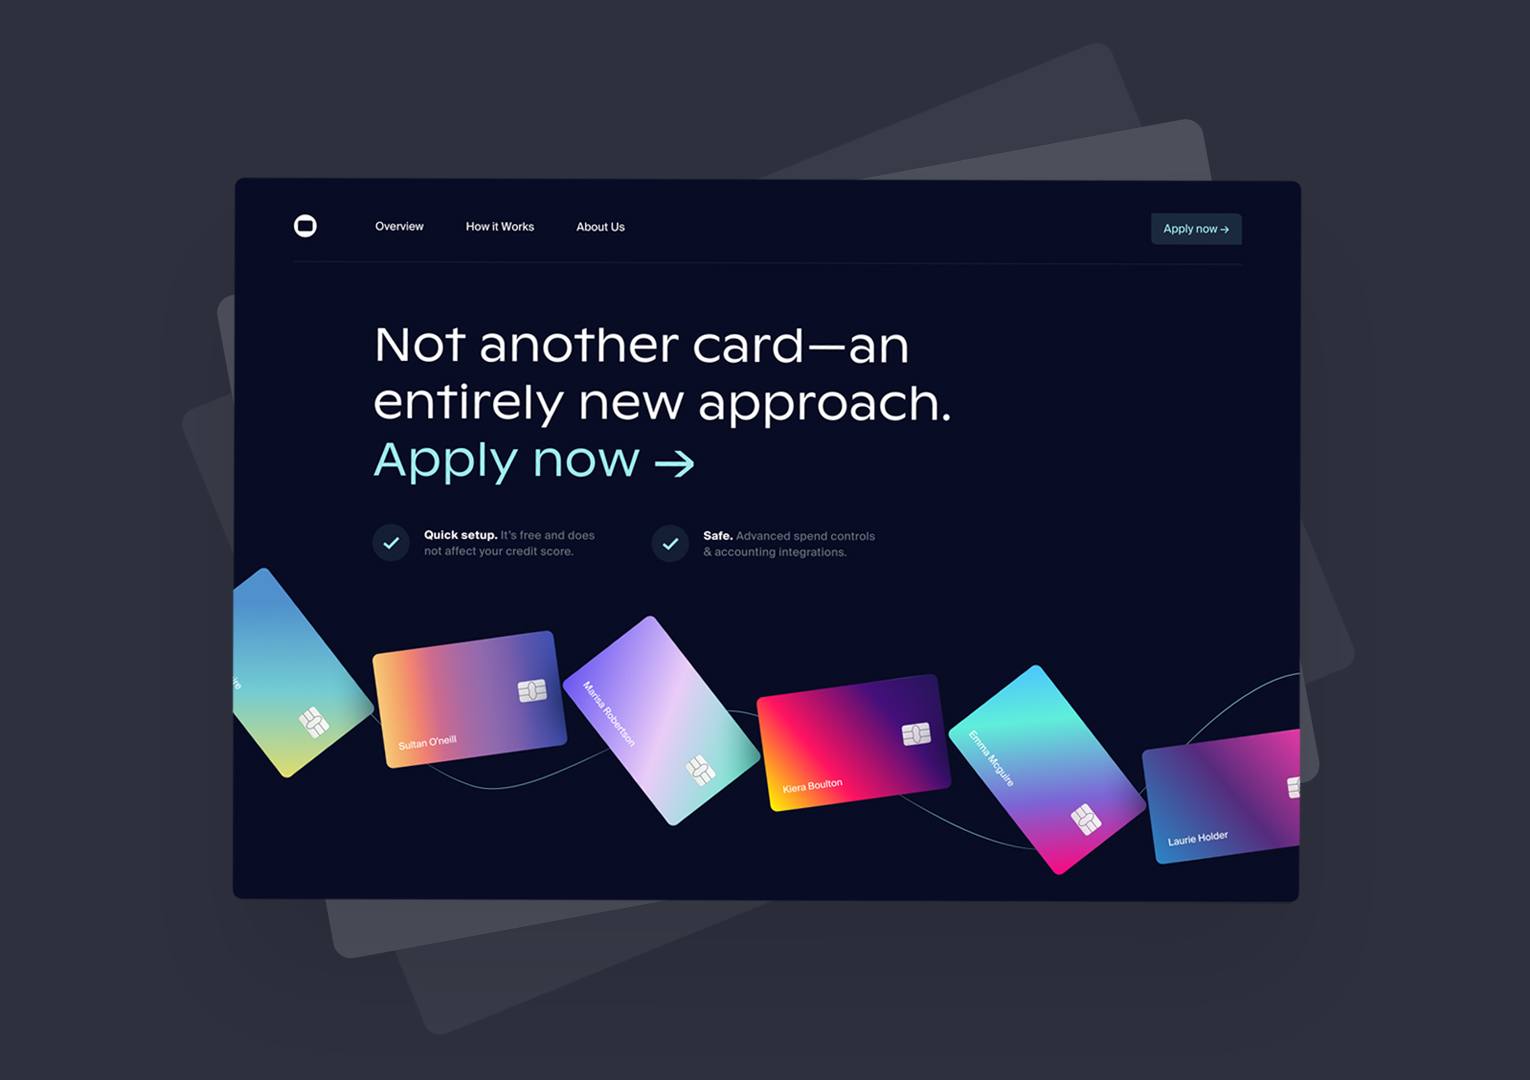 Overview
How it Works
About Us
Apply now →
Not another card—an
entirely new approach.
Apply now →
Quick setup. It's free and does
not affect your credit score.
Safe. Advanced spend controls
& accounting integrations.
Sultan O'neill
Marisa Robertson
Kiera Boulton
Emma Mcguire
Laurie Holder